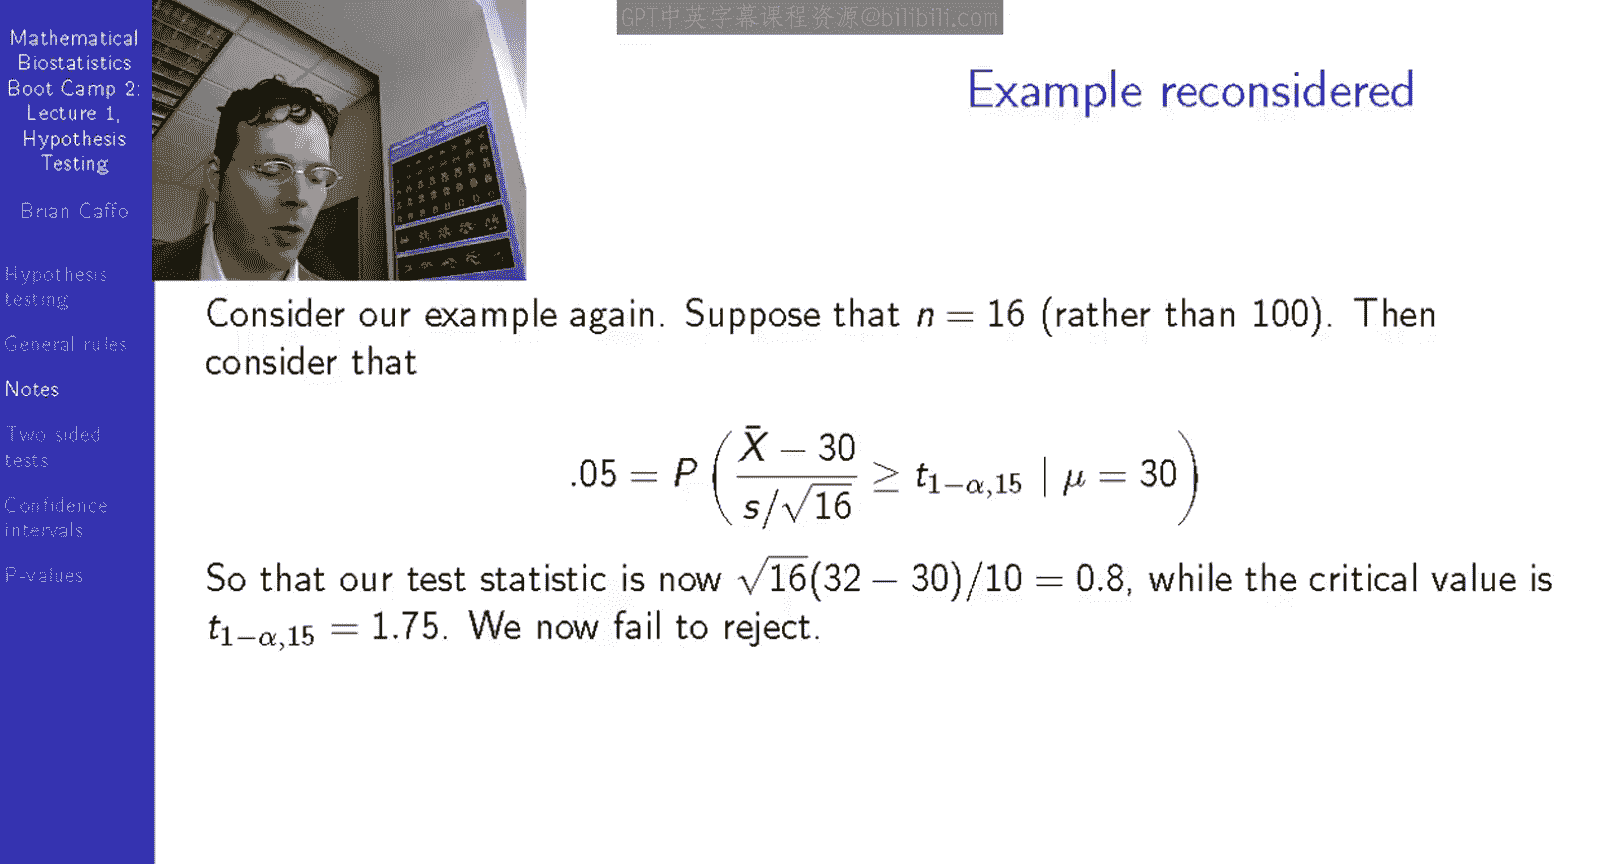 GPT中英字幕课程资源@bilibili.com
Mathematical
Biostatistics
Boot Camp 2:
Lecture 1,
Hypothesis
Testing
Brian Caffo
Hypothesis
testing
General rules
Notes
Two sided
tests
Confidence
intervals
P-values
Example reconsidered
Consider our example again. Suppose that n = 16 (rather than 100). Then
consider that
.05 = P( (X̄ − 30)/(s/√16) ≥ t₁₋α,₁₅ | μ = 30 )
So that our test statistic is now √16(32 − 30)/10 = 0.8, while the critical value is
t₁₋α,₁₅ = 1.75. We now fail to reject.